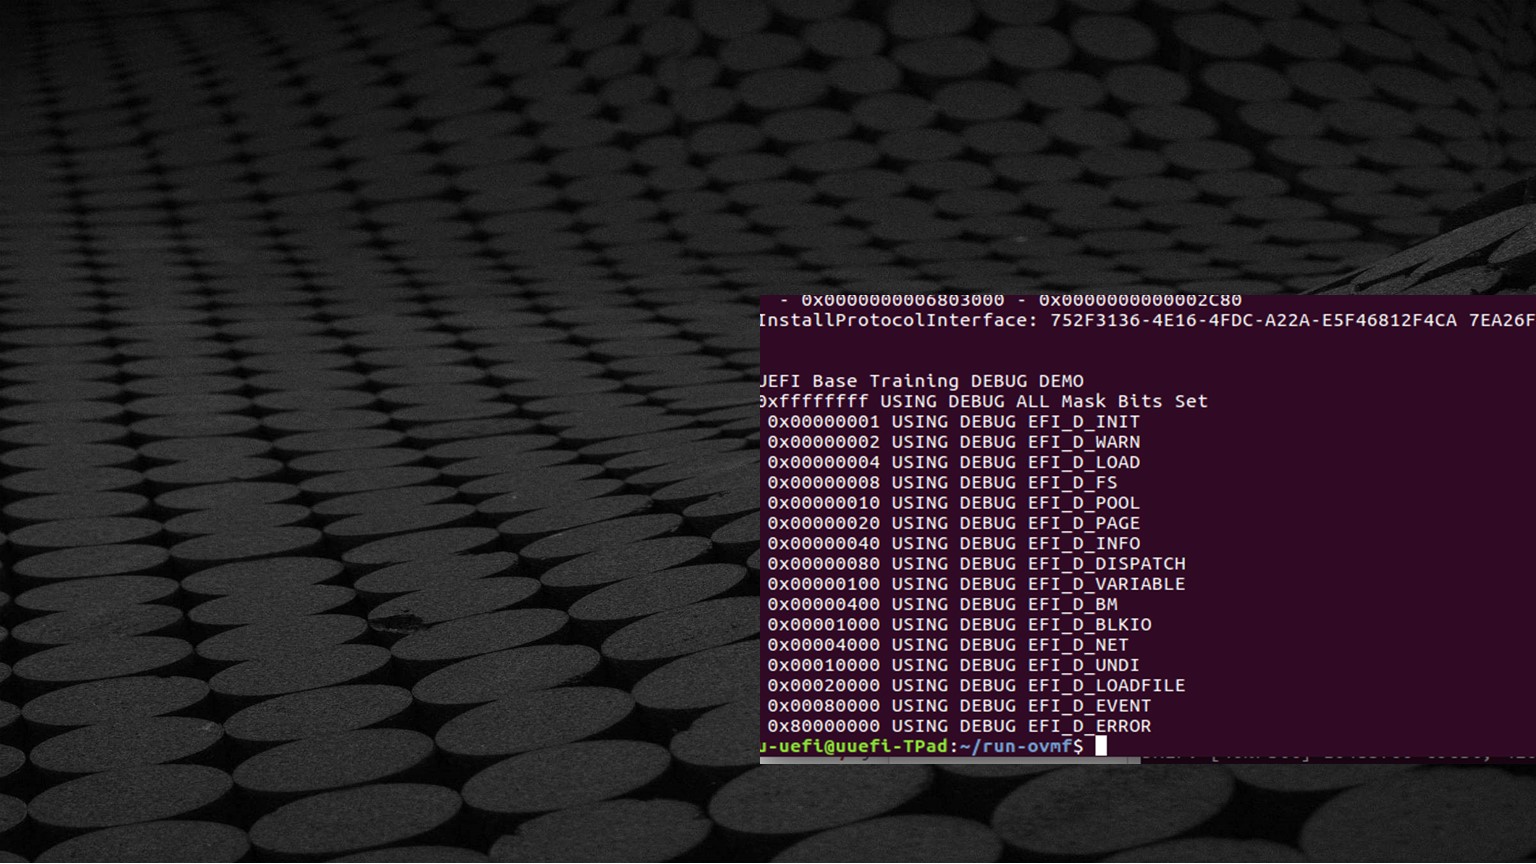 - 0x0000000006803000 - 0x0000000000002C80
InstallProtocolInterface: 752F3136-4E16-4FDC-A22A-E5F46812F4CA 7EA26F
UEFI Base Training DEBUG DEMO
0xffffffff USING DEBUG ALL Mask Bits Set
0x00000001 USING DEBUG EFI_D_INIT
0x00000002 USING DEBUG EFI_D_WARN
0x00000004 USING DEBUG EFI_D_LOAD
0x00000008 USING DEBUG EFI_D_FS
0x00000010 USING DEBUG EFI_D_POOL
0x00000020 USING DEBUG EFI_D_PAGE
0x00000040 USING DEBUG EFI_D_INFO
0x00000080 USING DEBUG EFI_D_DISPATCH
0x00000100 USING DEBUG EFI_D_VARIABLE
0x00000400 USING DEBUG EFI_D_BM
0x00001000 USING DEBUG EFI_D_BLKIO
0x00004000 USING DEBUG EFI_D_NET
0x00010000 USING DEBUG EFI_D_UNDI
0x00020000 USING DEBUG EFI_D_LOADFILE
0x00080000 USING DEBUG EFI_D_EVENT
0x80000000 USING DEBUG EFI_D_ERROR
u-uefi@uuefi-TPad:~/run-ovmf$